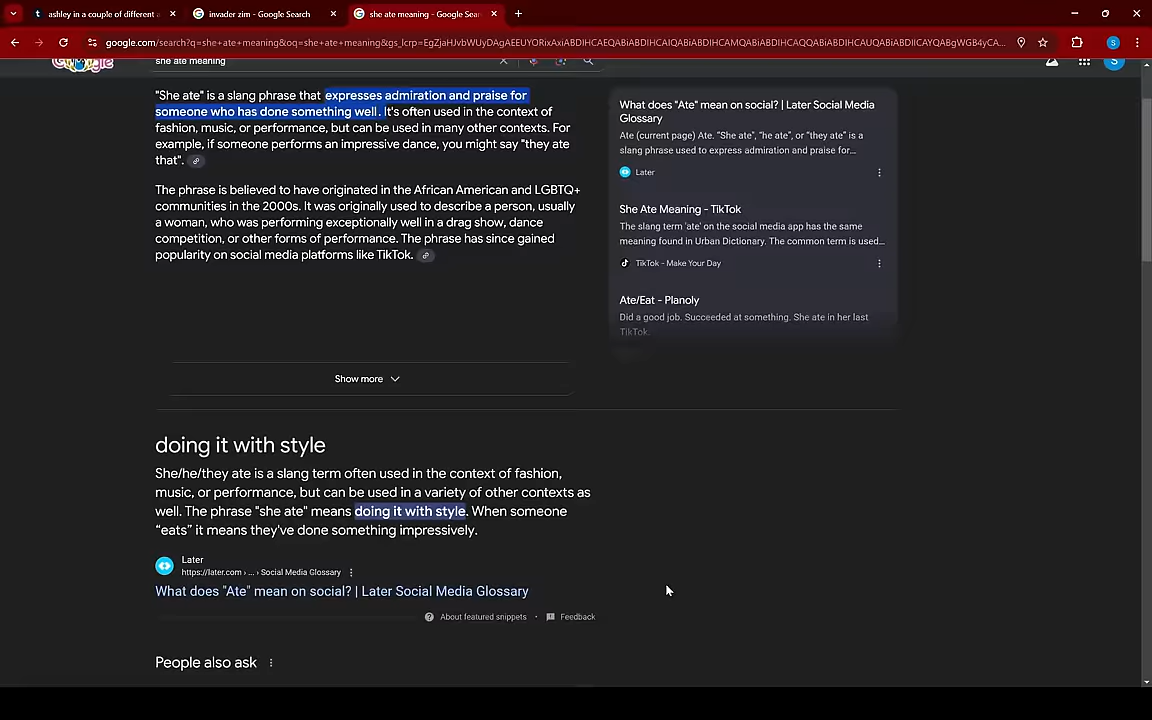 ashley in a couple of different a
invader zim - Google Search
she ate meaning - Google Sear
google.com/search?q=she+ate+meaning&oq=she+ate+meaning&gs_lcrp=EgZjaHJvbWUyDAgAEEUYORixAxiABDIHCAEQABiABDIHCAIQABiABDIHCAMQABiABDIHCAQQABiABDIHCAUQABiABDIICAYQABgWGB4yCA...
she ate meaning
"She ate" is a slang phrase that expresses admiration and praise for
someone who has done something well. It's often used in the context of
fashion, music, or performance, but can be used in many other contexts. For
example, if someone performs an impressive dance, you might say "they ate
that".
The phrase is believed to have originated in the African American and LGBTQ+
communities in the 2000s. It was originally used to describe a person, usually
a woman, who was performing exceptionally well in a drag show, dance
competition, or other forms of performance. The phrase has since gained
popularity on social media platforms like TikTok.
What does "Ate" mean on social? | Later Social Media
Glossary
Ate (current page) Ate. "She ate", "he ate", or "they ate" is a
slang phrase used to express admiration and praise for...
Later
She Ate Meaning - TikTok
The slang term 'ate' on the social media app has the same
meaning found in Urban Dictionary. The common term is used...
TikTok - Make Your Day
Ate/Eat - Planoly
Did a good job. Succeeded at something. She ate in her last
TikTok.
Show more
doing it with style
She/he/they ate is a slang term often used in the context of fashion,
music, or performance, but can be used in a variety of other contexts as
well. The phrase "she ate" means doing it with style. When someone
“eats” it means they've done something impressively.
Later
https://later.com › ... › Social Media Glossary
What does "Ate" mean on social? | Later Social Media Glossary
About featured snippets • Feedback
People also ask